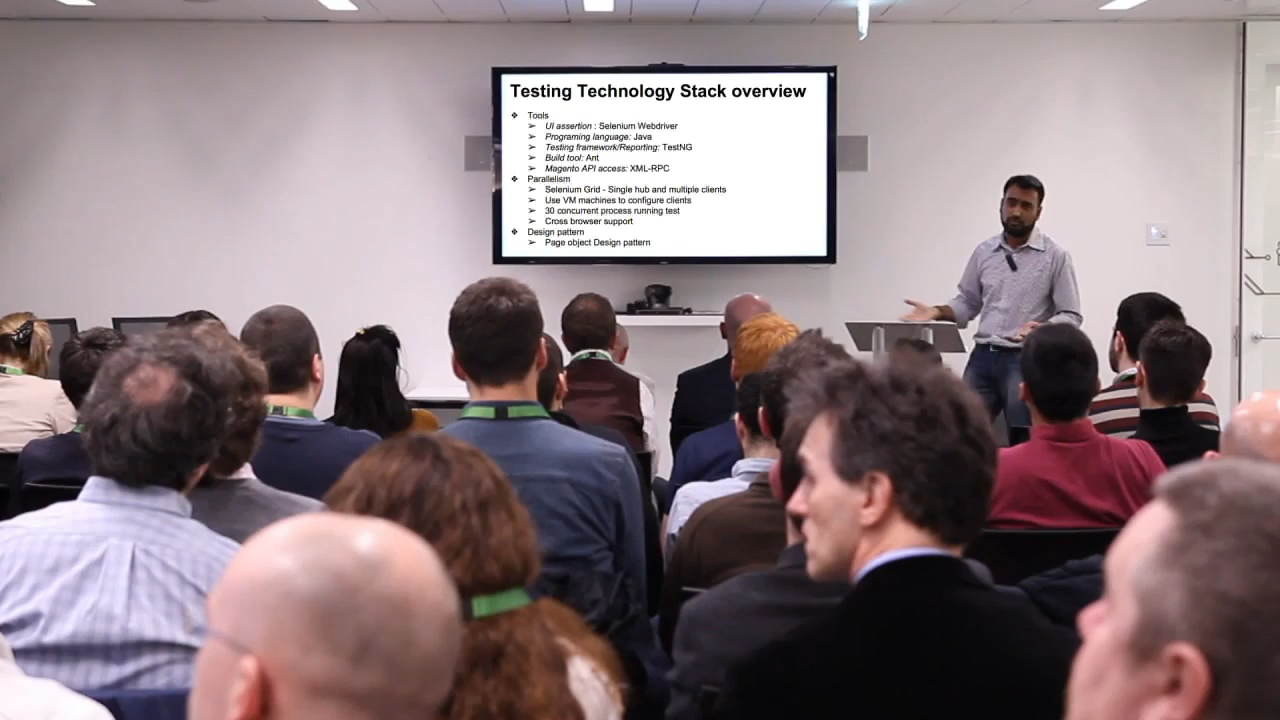 Testing Technology Stack overview
❖ Tools
➢ UI assertion : Selenium Webdriver
➢ Programing language: Java
➢ Testing framework/Reporting: TestNG
➢ Build tool: Ant
➢ Magento API access: XML-RPC
❖ Parallelism
➢ Selenium Grid - Single hub and multiple clients
➢ Use VM machines to configure clients
➢ 30 concurrent process running test
➢ Cross browser support
❖ Design pattern
➢ Page object Design pattern